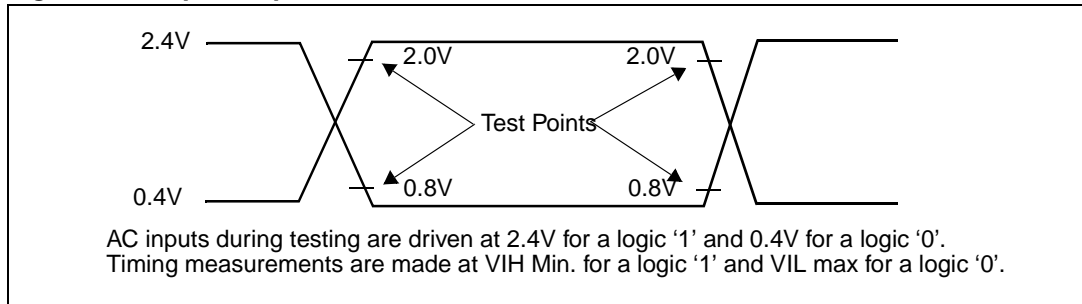 2.4V
2.0V 2.0V
Test Points
0.4V
0.8V 0.8V
AC inputs during testing are driven at 2.4V for a logic ‘1’ and 0.4V for a logic ‘0’.
Timing measurements are made at VIH Min. for a logic ‘1’ and VIL max for a logic ‘0’.